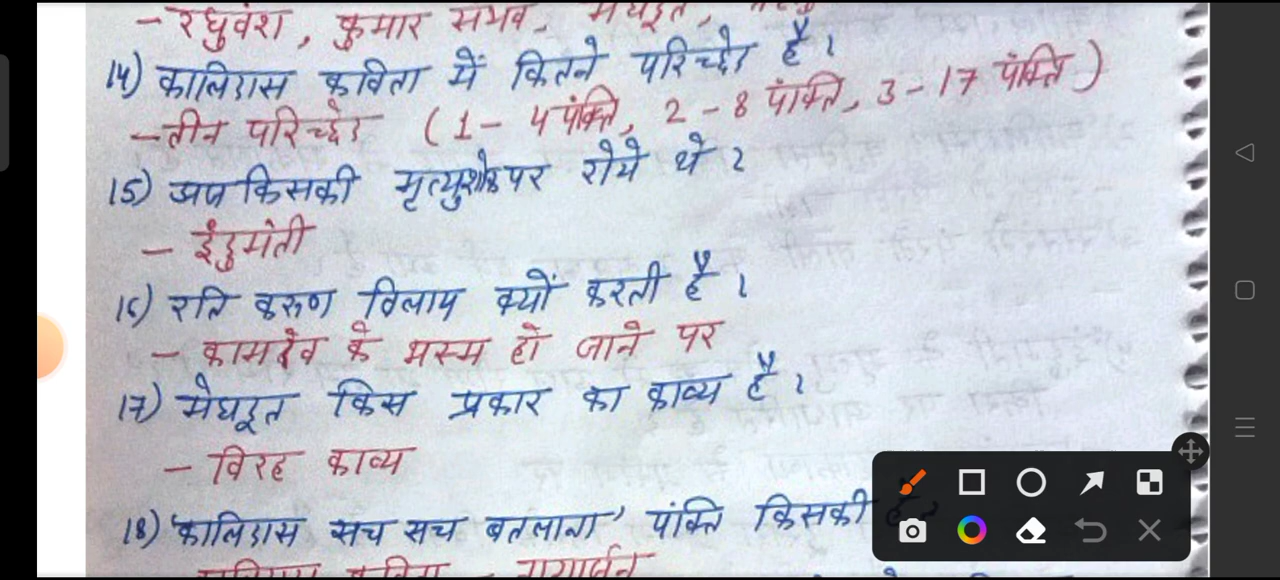 - रघुवंश, कुमार संभव, मेघदूत,
14) कालिदास कविता में कितने परिच्छेद है।
- तीन परिच्छेद (1 - 4 पंक्ति, 2 - 8 पंक्ति, 3 - 17 पंक्ति)
15) अज किसकी मृत्युशोक पर रोये थे?
- इंदुमती
16) रति करुण विलाप क्यों करती है।
- कामदेव के भस्म हो जाने पर
17) मेघदूत किस प्रकार का काव्य है।
- विरह काव्य
18) 'कालिदास सच सच बतलाना' पंक्ति किसकी है?
कालिदास कविता - नागार्जुन